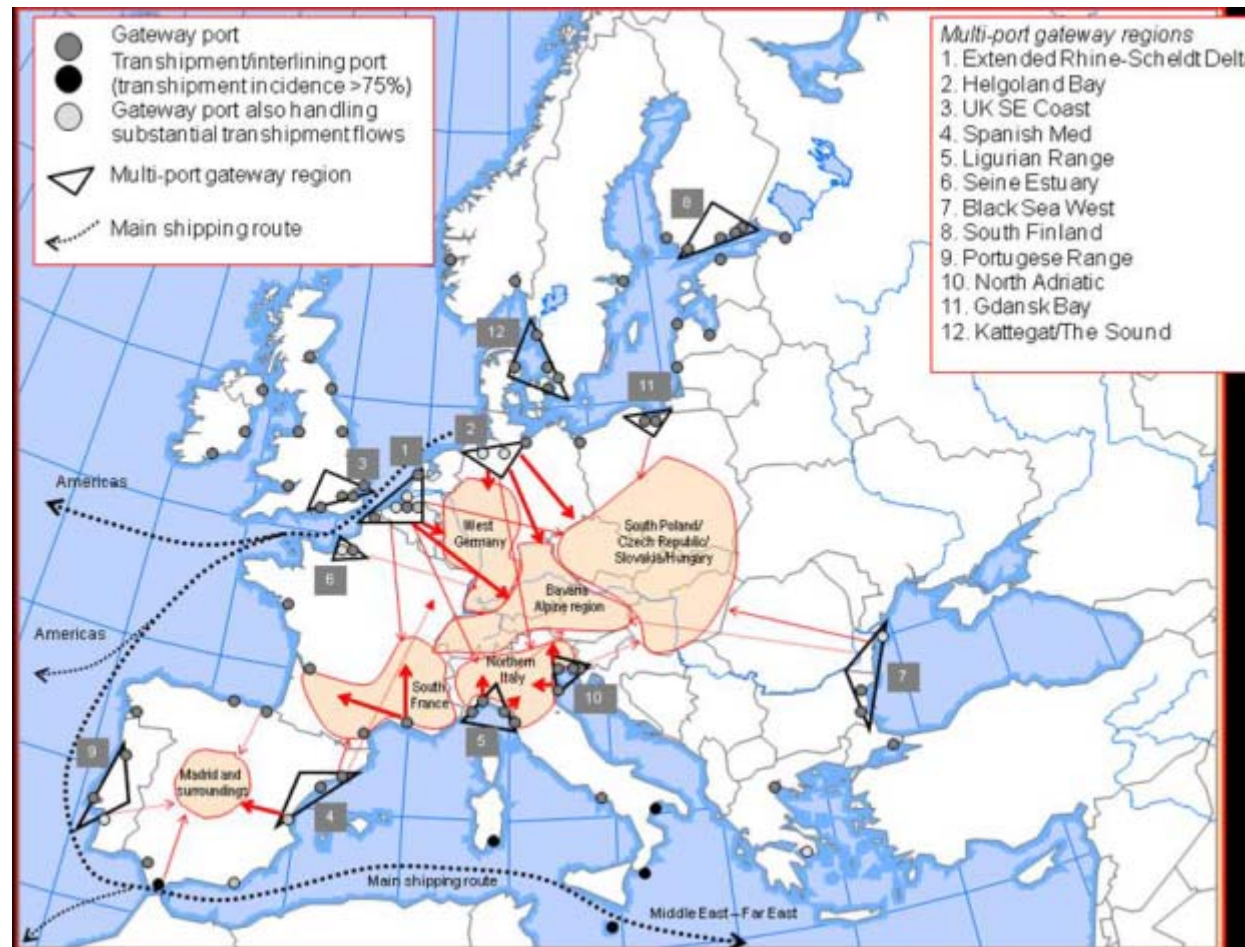 Gateway port
Transhipment/interlining port
(transhipment incidence >75%)
Gateway port also handling
substantial transhipment flows
Multi-port gateway region
Main shipping route
Multi-port gateway regions
1. Extended Rhine-Scheldt Delt
2. Helgoland Bay
3. UK SE Coast
4. Spanish Med
5. Ligurian Range
6. Seine Estuary
7. Black Sea West
8. South Finland
9. Portugese Range
10. North Adriatic
11. Gdansk Bay
12. Kattegat/The Sound
8
12
11
2
1
3
Americas
West
Germany
South Poland/
Czech Republic/
Slovakia/Hungary
6
Bavaria
Alpine region
Americas
Northern
Italy
South
France
7
10
5
9
Madrid and
surroundings
4
Main shipping route
Middle East – Far East